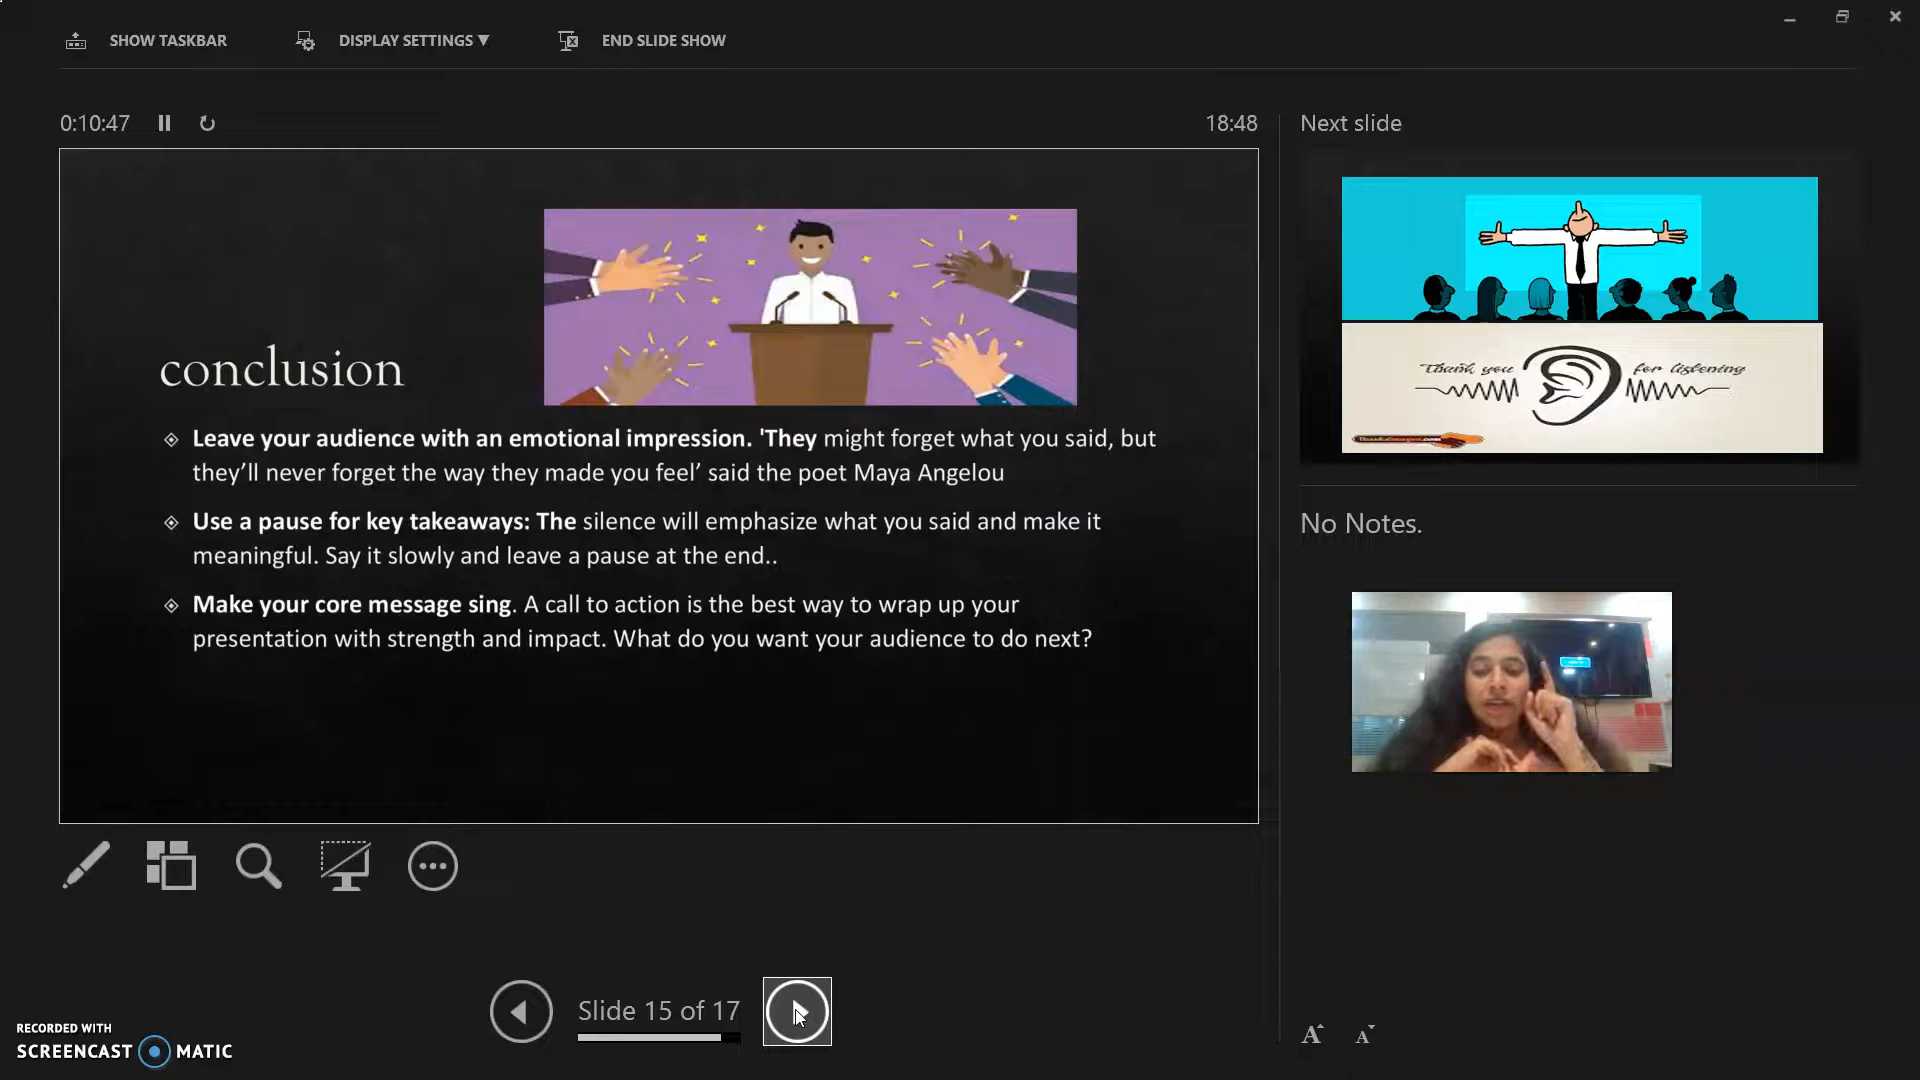 SHOW TASKBAR
DISPLAY SETTINGS ▼
END SLIDE SHOW
0:10:47
18:48
Next slide
conclusion
Leave your audience with an emotional impression. 'They might forget what you said, but
they’ll never forget the way they made you feel’ said the poet Maya Angelou
Use a pause for key takeaways: The silence will emphasize what you said and make it
meaningful. Say it slowly and leave a pause at the end..
Make your core message sing. A call to action is the best way to wrap up your
presentation with strength and impact. What do you want your audience to do next?
Thank you for listening
No Notes.
Slide 15 of 17
A A
RECORDED WITH
SCREENCAST MATIC